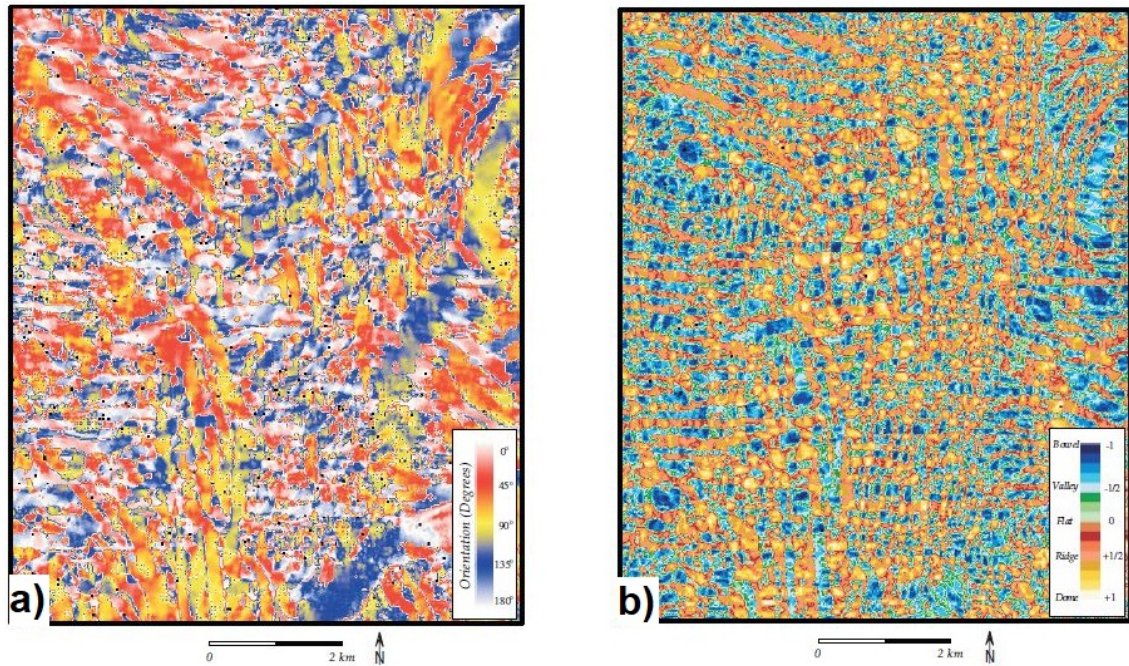 Orientation (Degrees)
0°
45°
90°
135°
180°
a)
0
2 km
N
Bowel
-1
Valley
-1/2
Flat
0
Ridge
+1/2
Dome
+1
b)
0
2 km
N